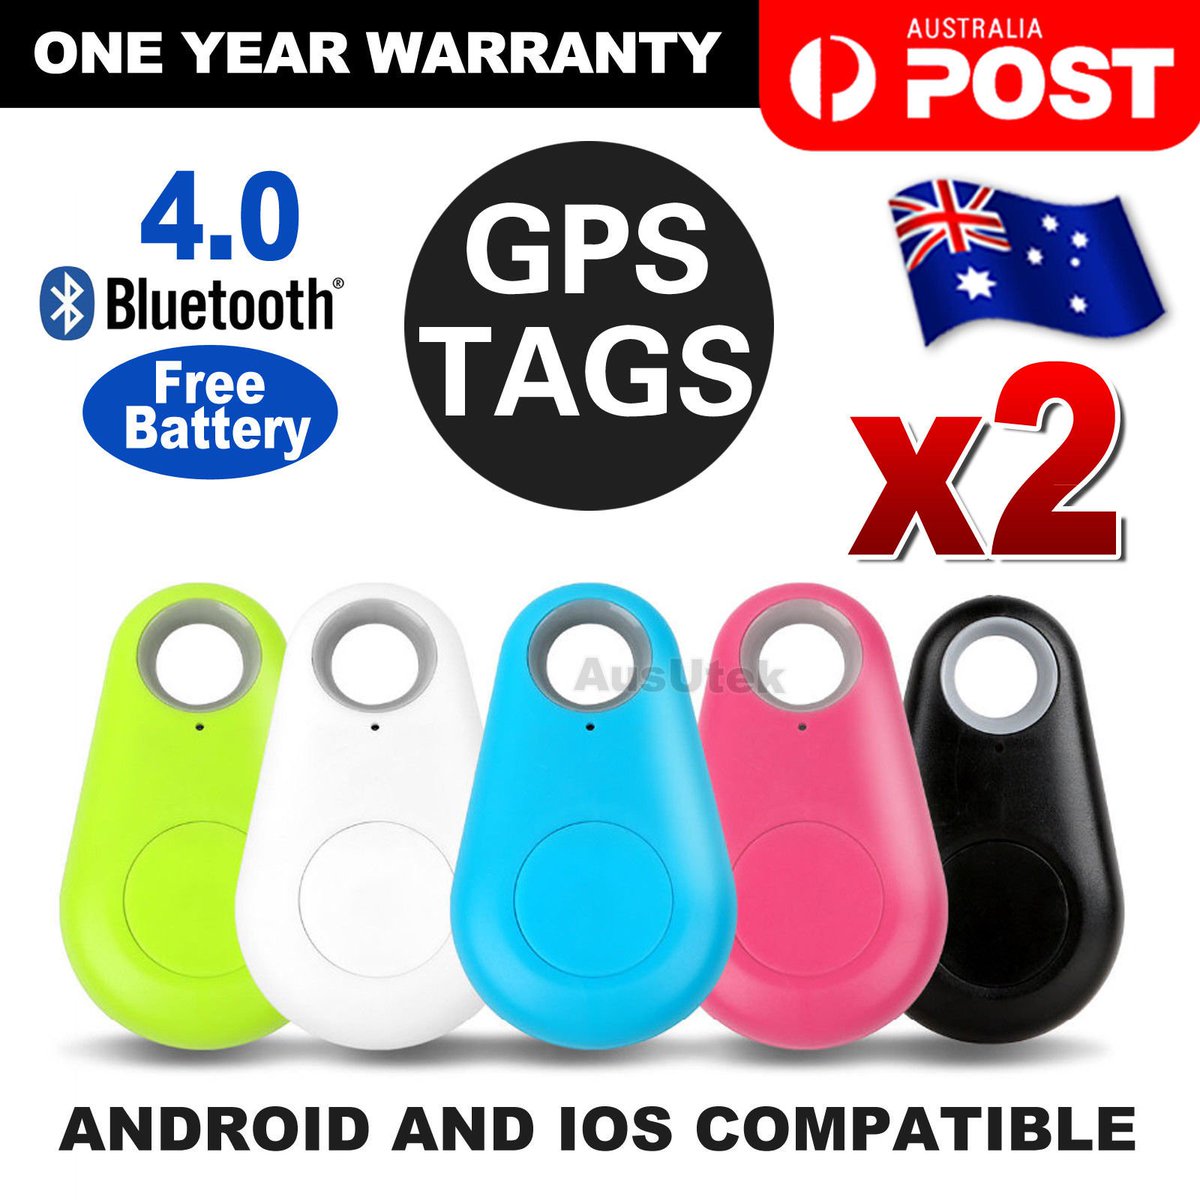 ONE YEAR WARRANTY
AUSTRALIA
POST
4.0
Bluetooth®
Free
Battery
GPS
TAGS
x2
AusUtek
ANDROID AND IOS COMPATIBLE